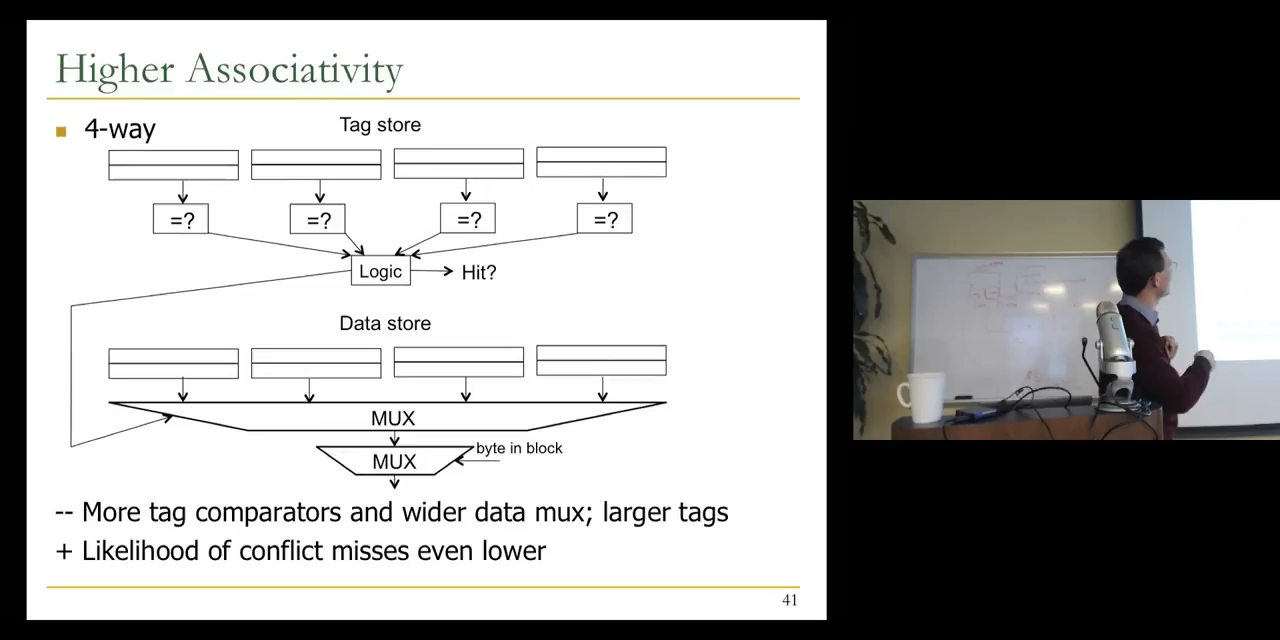 Higher Associativity
4-way
Tag store
=? =? =? =?
Logic
Hit?
Data store
MUX
MUX
byte in block
-- More tag comparators and wider data mux; larger tags
+ Likelihood of conflict misses even lower
41